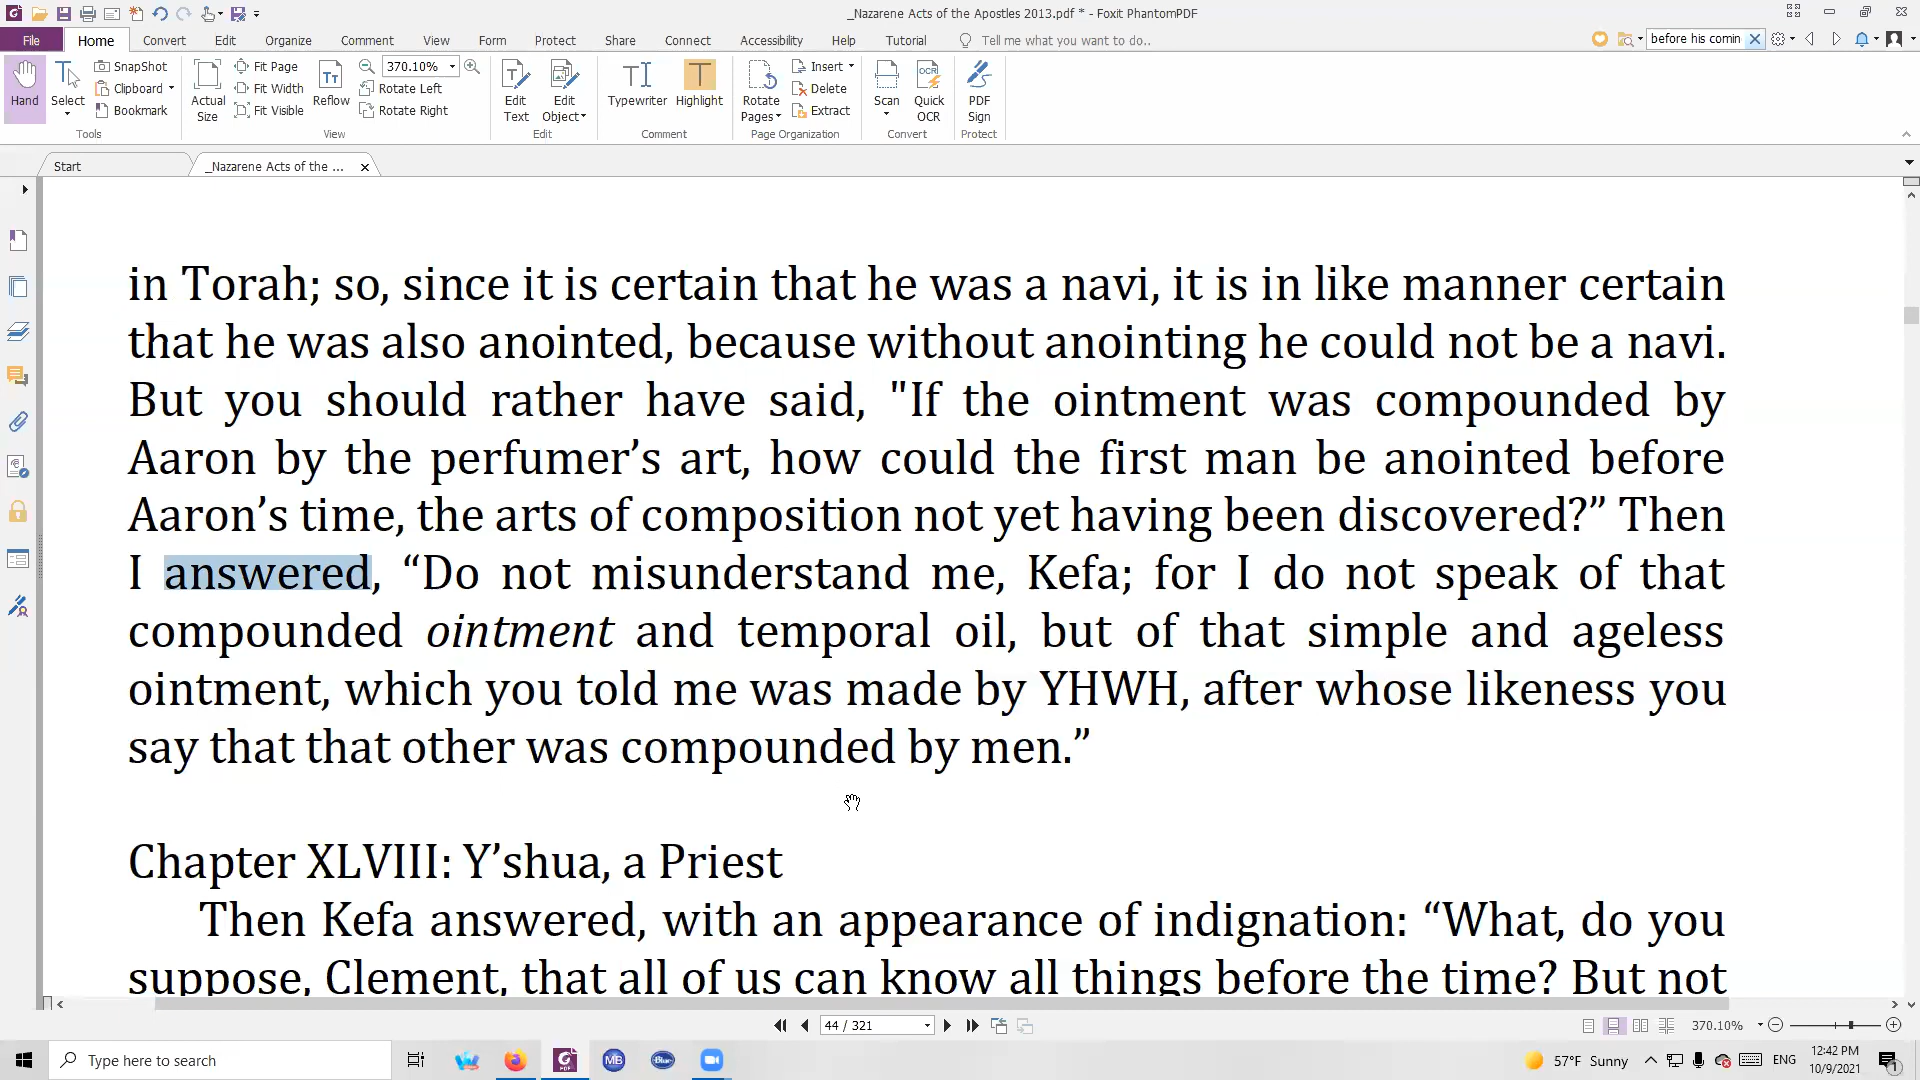 _Nazarene Acts of the Apostles 2013.pdf * - Foxit PhantomPDF
File Home Convert Edit Organize Comment View Form Protect Share Connect Accessibility Help Tutorial Tell me what you want to do.. before his comin
Hand Select SnapShot Clipboard Bookmark Actual Size Fit Page Fit Width Fit Visible Reflow 370.10% Rotate Left Rotate Right Edit Text Edit Object Typewriter Highlight Rotate Pages Insert Delete Extract Scan Quick OCR PDF Sign
Tools View Edit Comment Page Organization Convert Protect
Start _Nazarene Acts of the ...
in Torah; so, since it is certain that he was a navi, it is in like manner certain
that he was also anointed, because without anointing he could not be a navi.
But you should rather have said, "If the ointment was compounded by
Aaron by the perfumer’s art, how could the first man be anointed before
Aaron’s time, the arts of composition not yet having been discovered?” Then
I answered, “Do not misunderstand me, Kefa; for I do not speak of that
compounded ointment and temporal oil, but of that simple and ageless
ointment, which you told me was made by YHWH, after whose likeness you
say that that other was compounded by men.”
Chapter XLVIII: Y’shua, a Priest
Then Kefa answered, with an appearance of indignation: “What, do you
suppose, Clement, that all of us can know all things before the time? But not
44 / 321 370.10%
Type here to search 57°F Sunny ENG 12:42 PM
10/9/2021